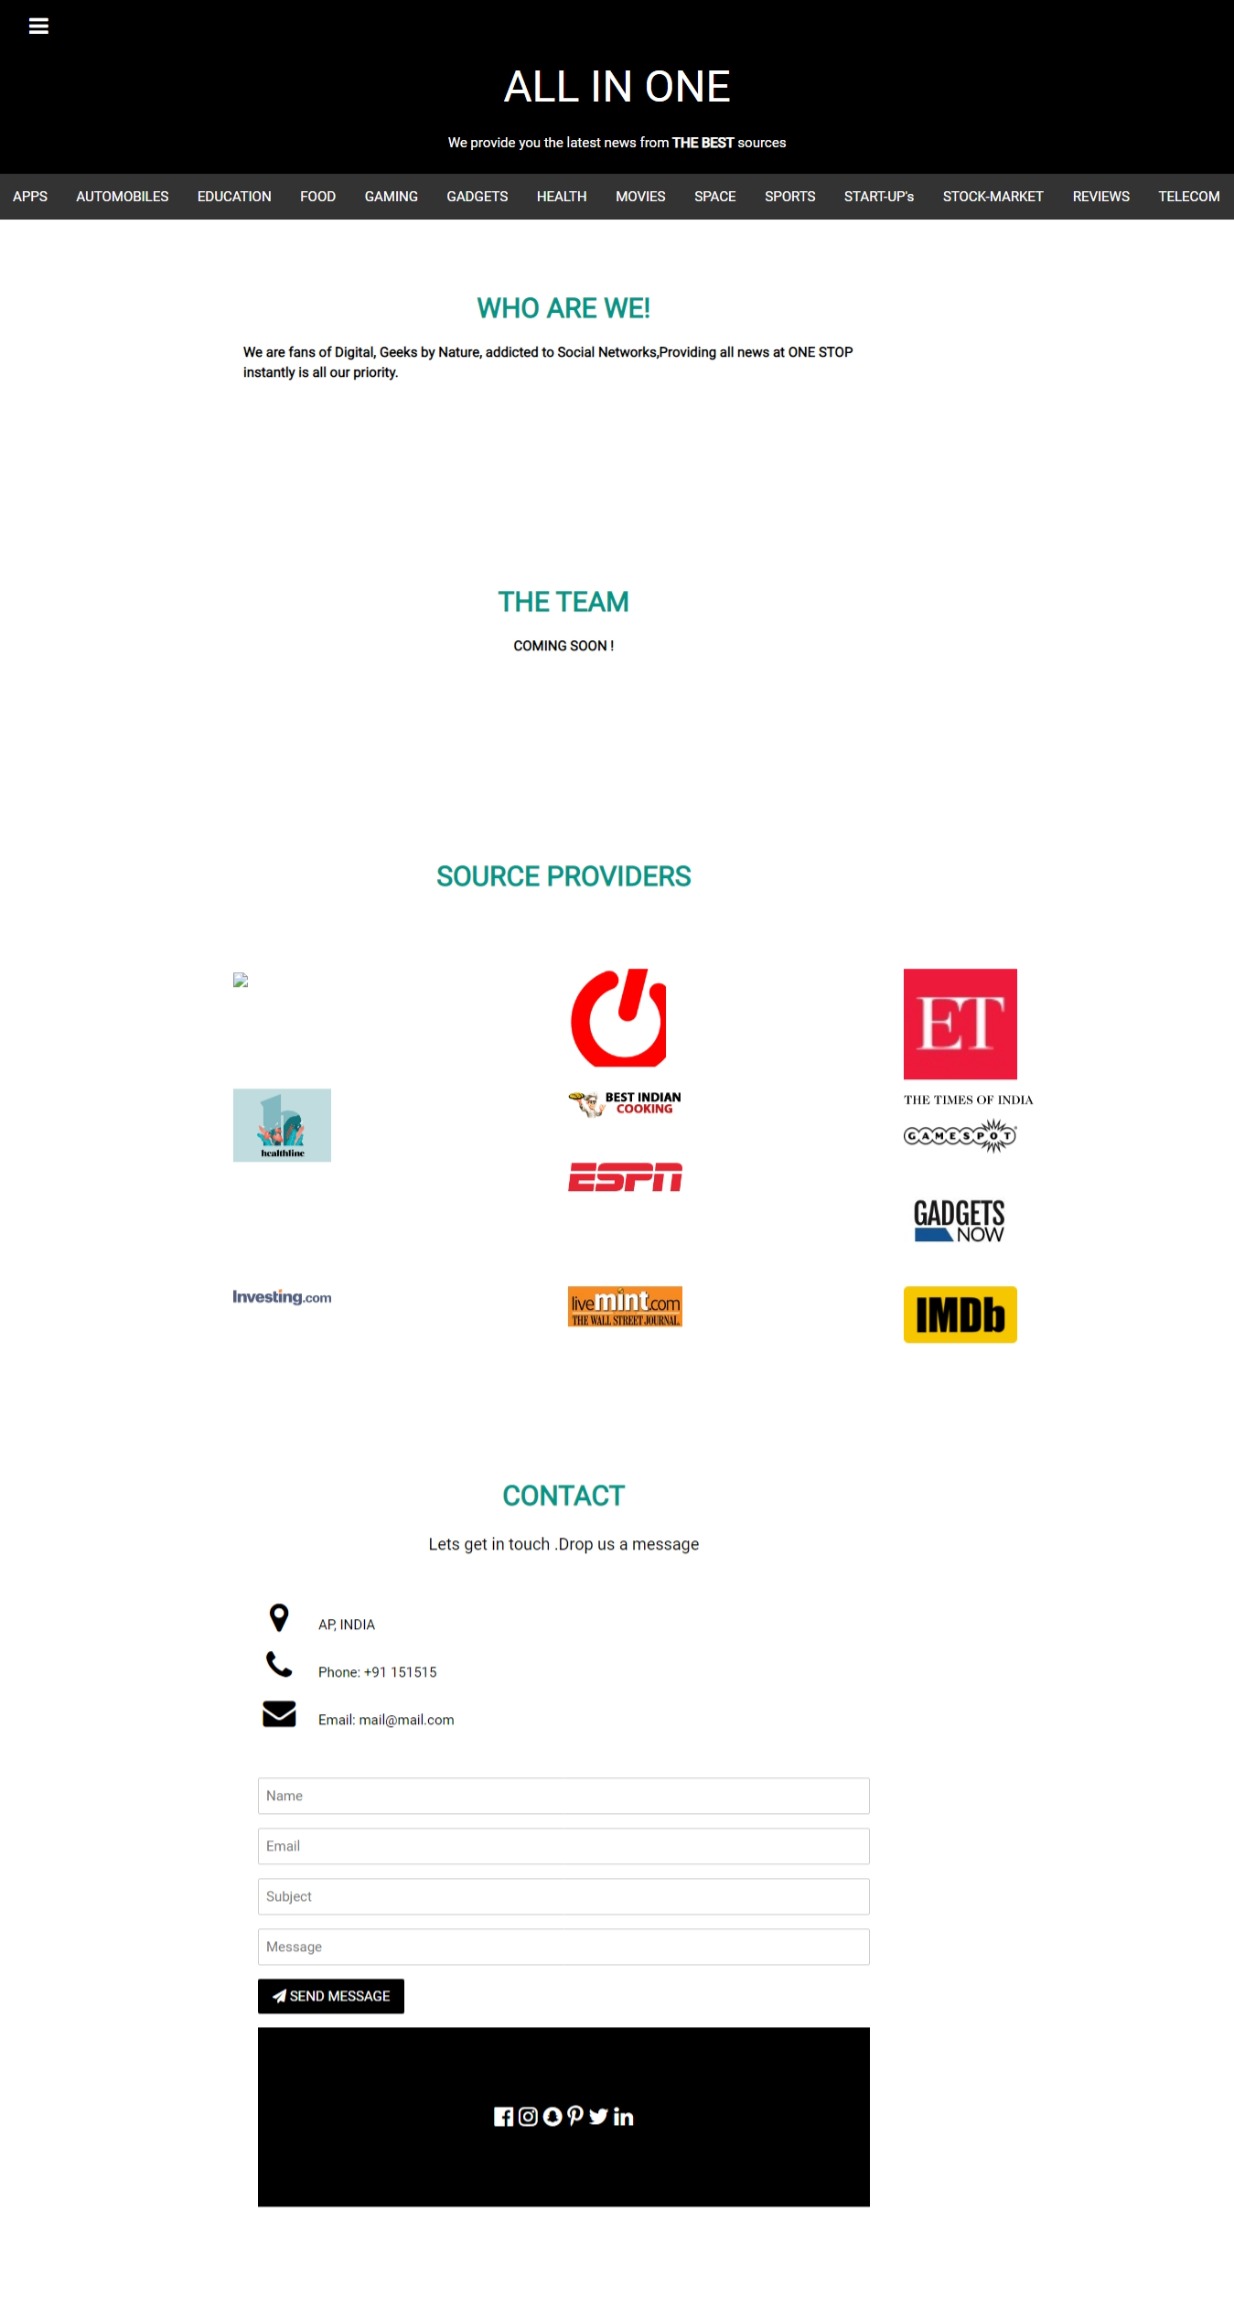 ALL IN ONE
We provide you the latest news from THE BEST sources
APPS AUTOMOBILES EDUCATION FOOD GAMING GADGETS HEALTH MOVIES SPACE SPORTS START-UP's STOCK-MARKET REVIEWS TELECOM
WHO ARE WE!
We are fans of Digital, Geeks by Nature, addicted to Social Networks,Providing all news at ONE STOP
instantly is all our priority.
THE TEAM
COMING SOON !
SOURCE PROVIDERS
ET
healthline
BEST INDIAN
COOKING
THE TIMES OF INDIA
GAMESPOT
ESPN
GADGETS
NOW
Investing.com
livemint.com
THE WALL STREET JOURNAL.
IMDb
CONTACT
Lets get in touch .Drop us a message
AP, INDIA
Phone: +91 151515
Email: mail@mail.com
Name
Email
Subject
Message
SEND MESSAGE